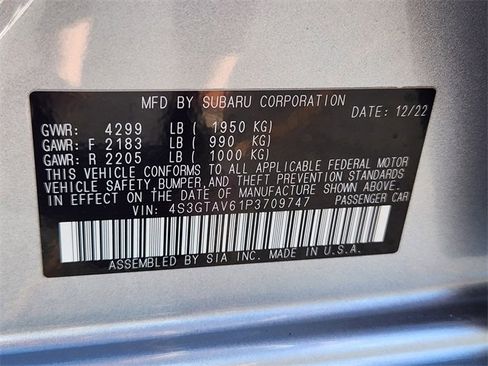 MFD BY SUBARU CORPORATION
DATE: 12/22
GVWR: 4299 LB ( 1950 KG)
GAWR: F 2183 LB ( 990 KG)
GAWR: R 2205 LB ( 1000 KG)
THIS VEHICLE CONFORMS TO ALL APPLICABLE FEDERAL MOTOR
VEHICLE SAFETY, BUMPER, AND THEFT PREVENTION STANDARDS
IN EFFECT ON THE DATE OF MANUFACTURE SHOWN ABOVE.
VIN: 4S3GTAV61P3709747 PASSENGER CAR
ASSEMBLED BY SIA INC. MADE IN U.S.A.